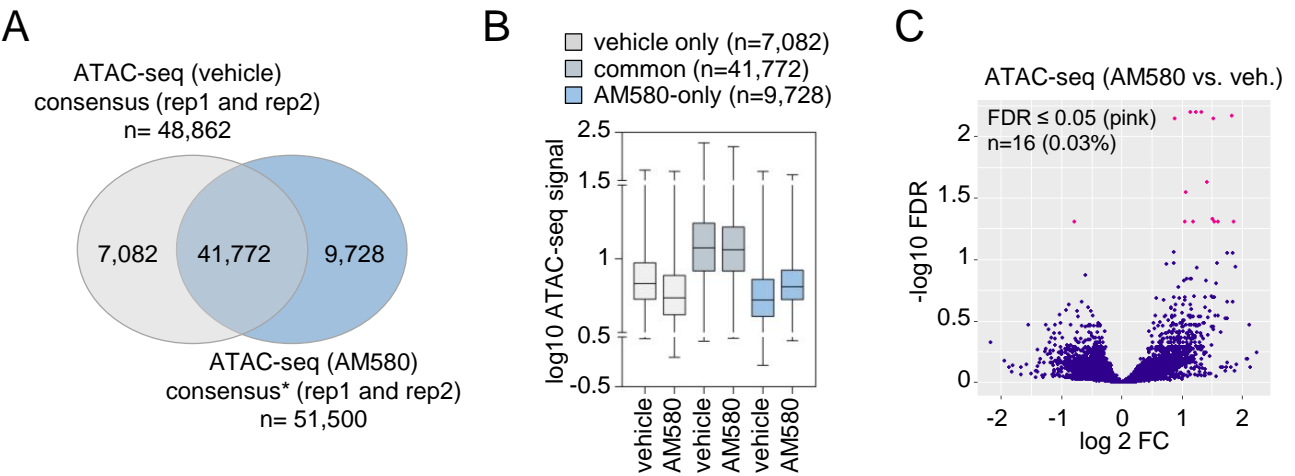 A
ATAC-seq (vehicle)
consensus (rep1 and rep2)
n= 48,862
7,082
41,772
9,728
ATAC-seq (AM580)
consensus* (rep1 and rep2)
n= 51,500
B
vehicle only (n=7,082)
common (n=41,772)
AM580-only (n=9,728)
log10 ATAC-seq signal
2.5
1.5
1
0.5
-0.5
vehicle
AM580
vehicle
AM580
vehicle
AM580
C
ATAC-seq (AM580 vs. veh.)
FDR ≤ 0.05 (pink)
n=16 (0.03%)
-log10 FDR
2
1.5
1
0.5
0
-2
-1
0
1
2
log 2 FC